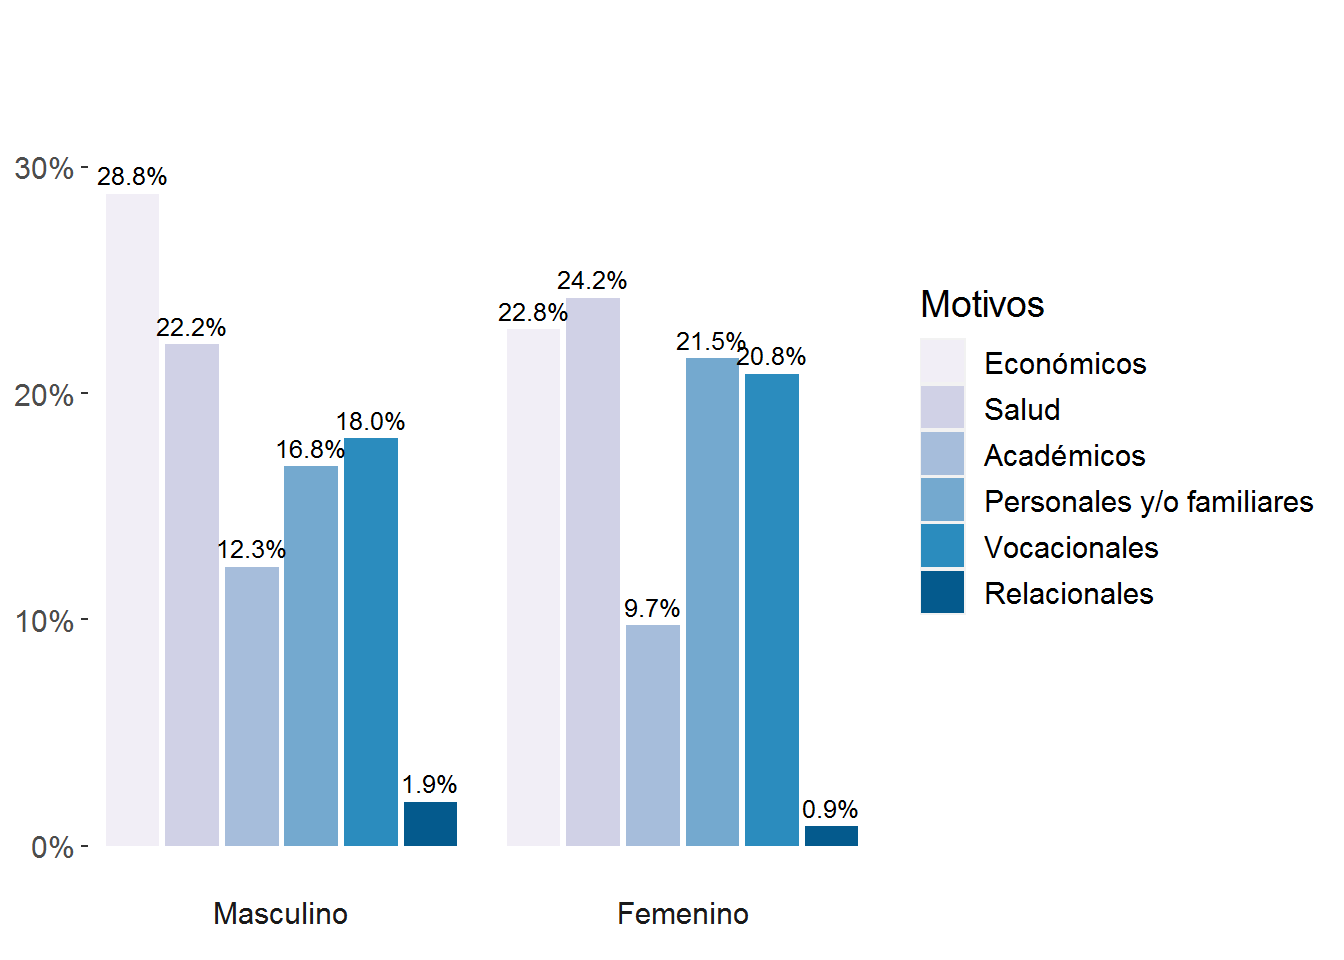 30%
20%
10%
0%
28.8%
22.2%
12.3%
16.8%
18.0%
1.9%
22.8%
24.2%
9.7%
21.5%
20.8%
0.9%
Masculino
Femenino
Motivos
Económicos
Salud
Académicos
Personales y/o familiares
Vocacionales
Relacionales